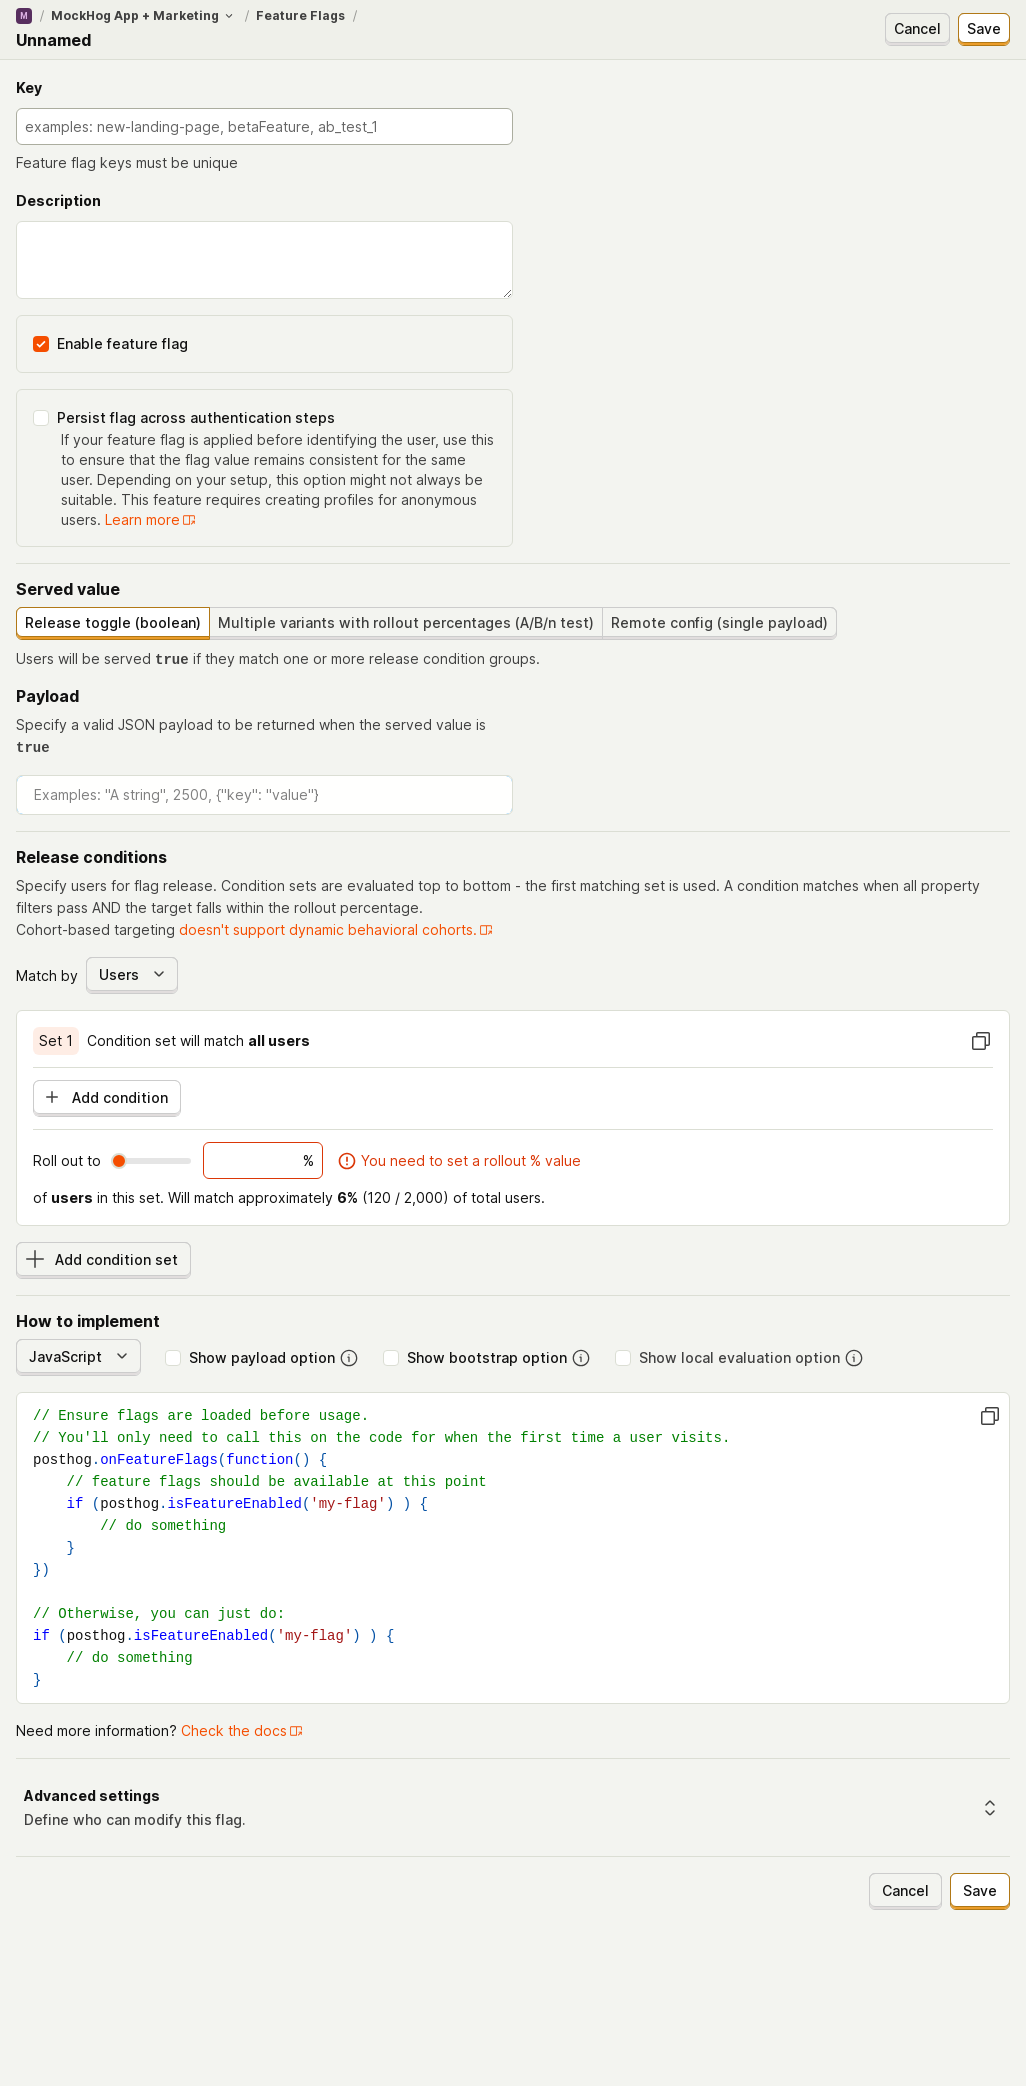 M / MockHog App + Marketing / Feature Flags /
Unnamed
Cancel Save
Key
examples: new-landing-page, betaFeature, ab_test_1
Feature flag keys must be unique
Description
Enable feature flag
Persist flag across authentication steps
If your feature flag is applied before identifying the user, use this
to ensure that the flag value remains consistent for the same
user. Depending on your setup, this option might not always be
suitable. This feature requires creating profiles for anonymous
users. Learn more
Served value
Release toggle (boolean) Multiple variants with rollout percentages (A/B/n test) Remote config (single payload)
Users will be served true if they match one or more release condition groups.
Payload
Specify a valid JSON payload to be returned when the served value is
true
Examples: "A string", 2500, {"key": "value"}
Release conditions
Specify users for flag release. Condition sets are evaluated top to bottom - the first matching set is used. A condition matches when all property
filters pass AND the target falls within the rollout percentage.
Cohort-based targeting doesn't support dynamic behavioral cohorts.
Match by Users
Set 1 Condition set will match all users
Add condition
Roll out to % You need to set a rollout % value
of users in this set. Will match approximately 6% (120 / 2,000) of total users.
Add condition set
How to implement
JavaScript Show payload option Show bootstrap option Show local evaluation option
// Ensure flags are loaded before usage.
// You'll only need to call this on the code for when the first time a user visits.
posthog.onFeatureFlags(function() {
    // feature flags should be available at this point
    if (posthog.isFeatureEnabled('my-flag') ) {
        // do something
    }
})
// Otherwise, you can just do:
if (posthog.isFeatureEnabled('my-flag') ) {
    // do something
}
Need more information? Check the docs
Advanced settings
Define who can modify this flag.
Cancel Save